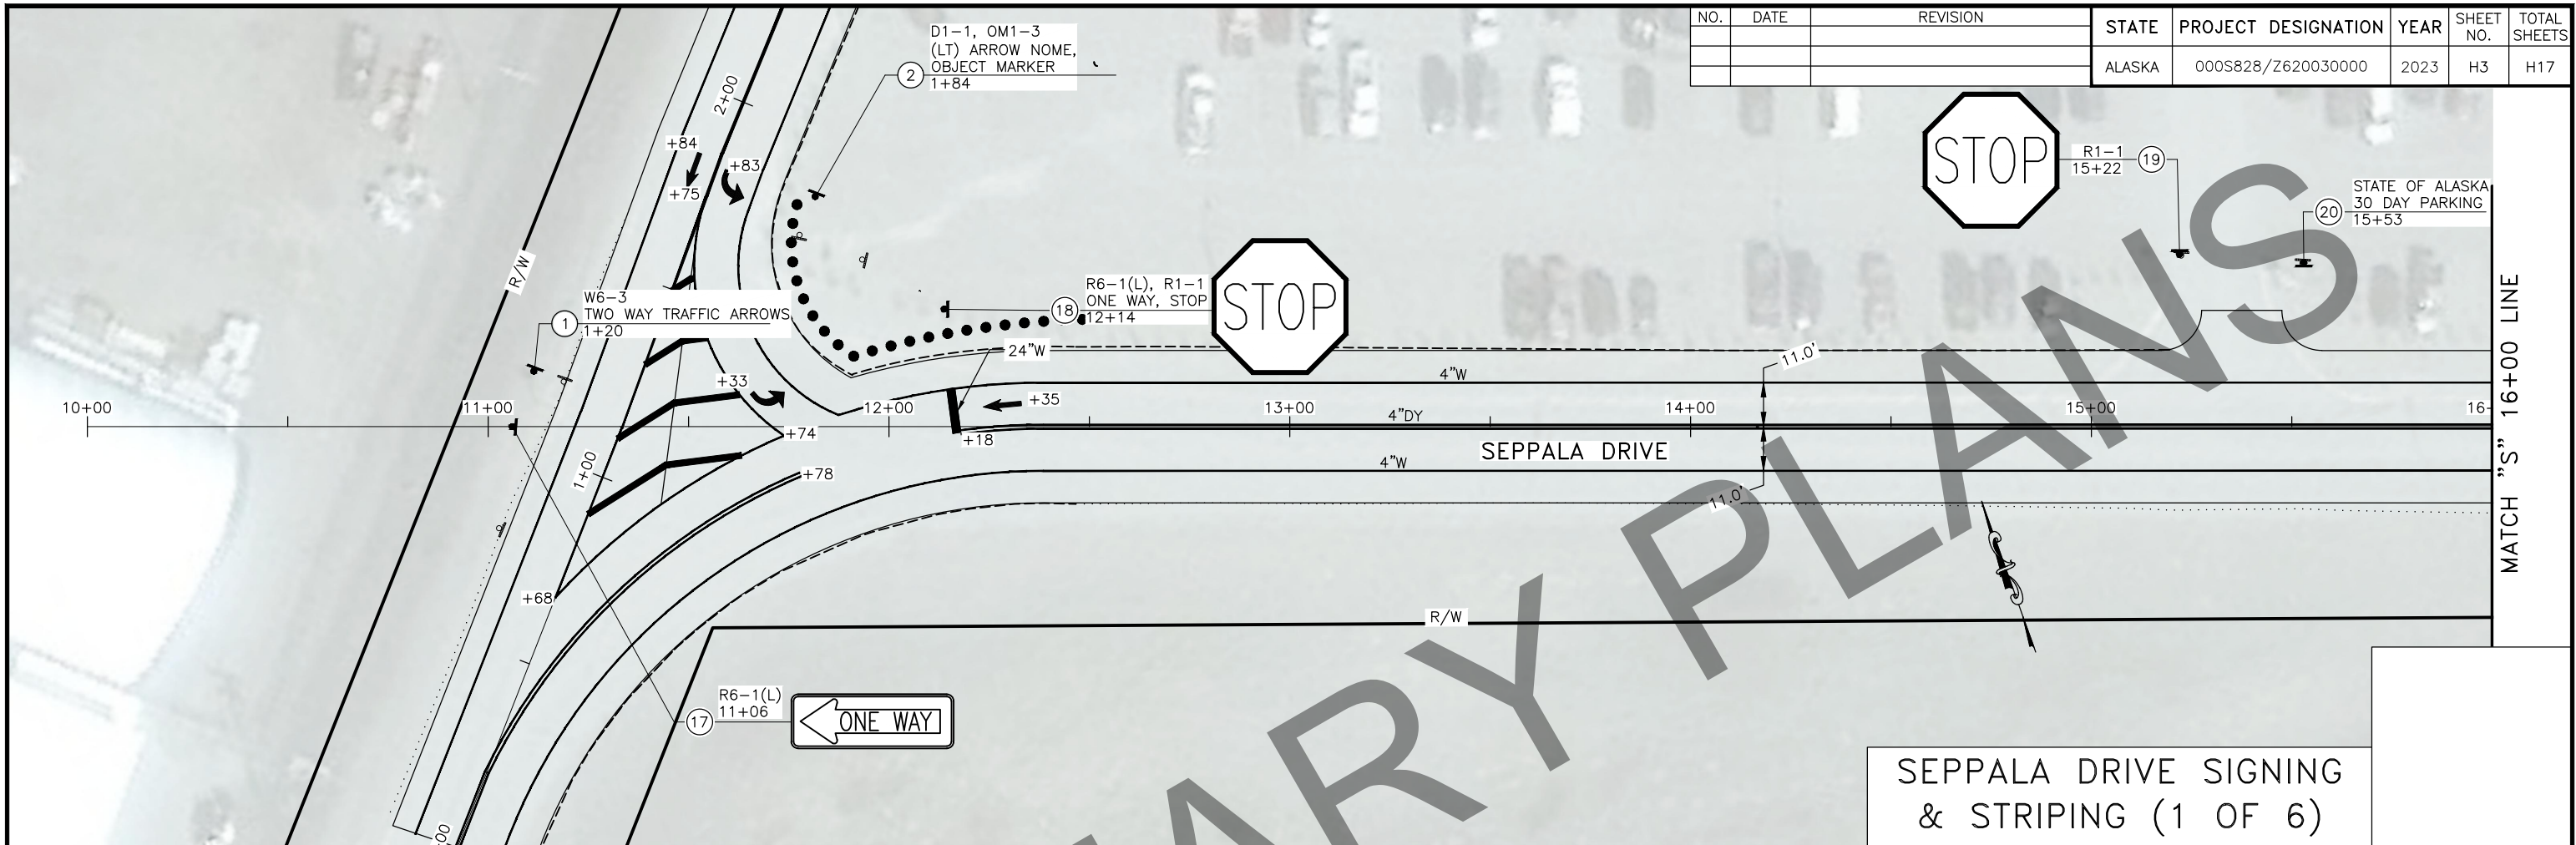 NO. DATE REVISION
STATE PROJECT DESIGNATION YEAR SHEET NO. TOTAL SHEETS
ALASKA 000S828/Z620030000 2023 H3 H17
D1-1, OM1-3
(LT) ARROW NOME,
OBJECT MARKER
2
1+84
2+00
+84
+83
+75
STOP
R1-1
15+22
19
STATE OF ALASKA
30 DAY PARKING
20
15+53
R/W
W6-3
TWO WAY TRAFFIC ARROWS
1
1+20
R6-1(L), R1-1
ONE WAY, STOP
18
12+14
STOP
24"W
11.0'
4"W
+33
+35
10+00
11+00
12+00
13+00
14+00
15+00
16-
4"DY
+74
+18
SEPPALA DRIVE
4"W
1+00
+78
11.0'
MATCH "S" 16+00 LINE
+68
R/W
R6-1(L)
11+06
17
ONE WAY
00
ARY PLANS
SEPPALA DRIVE SIGNING
& STRIPING (1 OF 6)